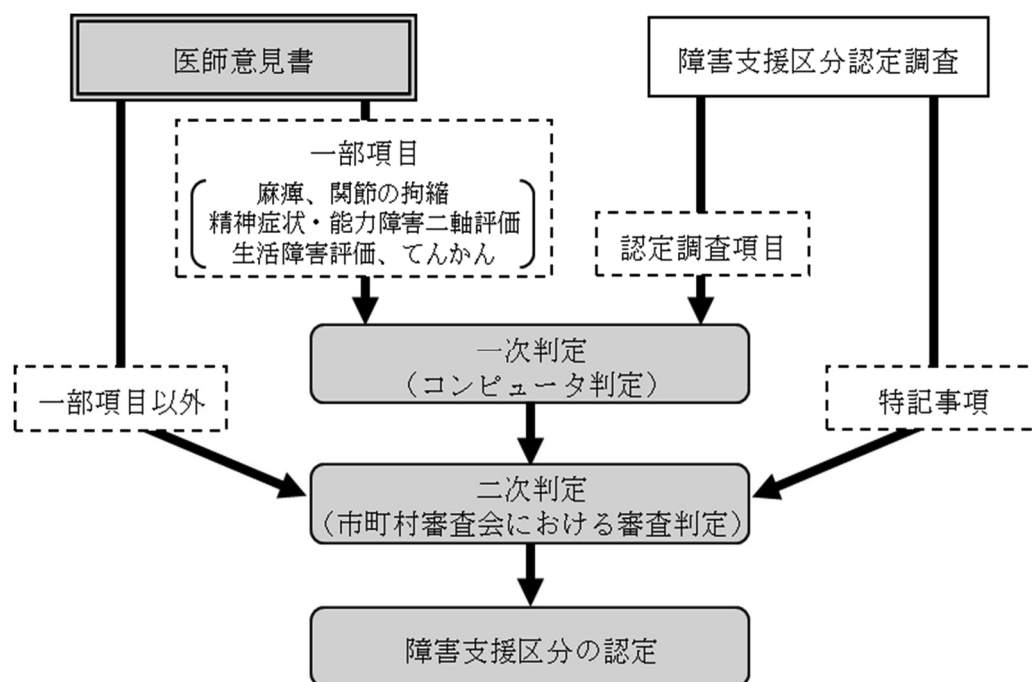 医師意見書
障害支援区分認定調査
一部項目
麻痺、関節の拘縮
精神症状・能力障害二軸評価
生活障害評価、てんかん
認定調査項目
一次判定
（コンピュータ判定）
一部項目以外
特記事項
二次判定
（市町村審査会における審査判定）
障害支援区分の認定